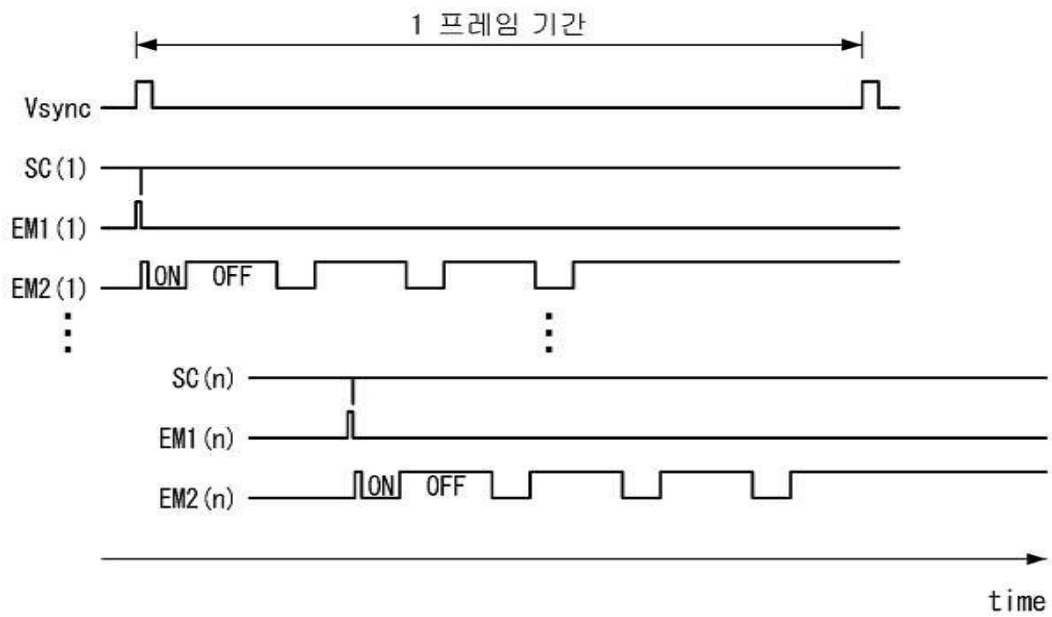 1 프레임 기간
Vsync
SC(1)
EM1(1)
EM2(1) ON OFF
SC(n)
EM1(n)
EM2(n) ON OFF
time